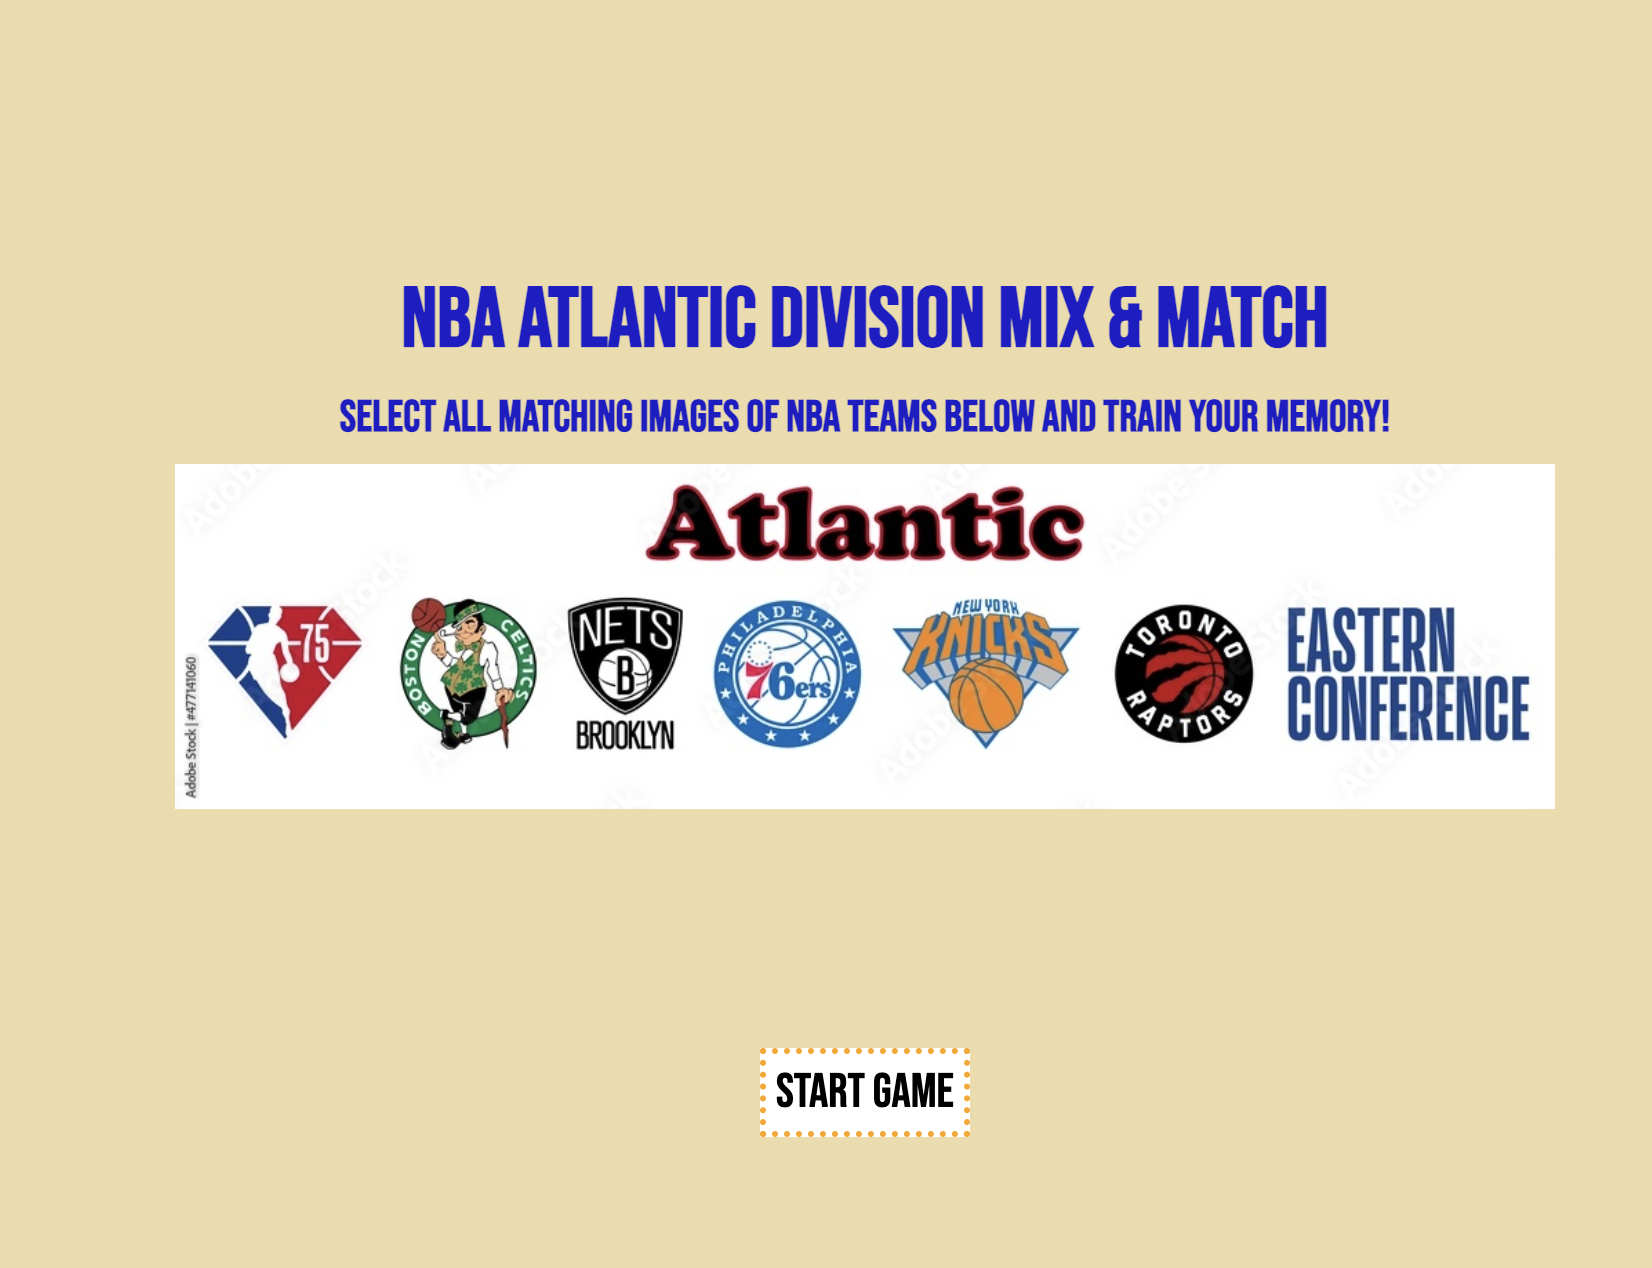 NBA ATLANTIC DIVISION MIX & MATCH
SELECT ALL MATCHING IMAGES OF NBA TEAMS BELOW AND TRAIN YOUR MEMORY!
Atlantic
75
BOSTON CELTICS
NETS
B
BROOKLYN
PHILADELPHIA
76ers
NEW YORK
KNICKS
TORONTO
RAPTORS
EASTERN
CONFERENCE
Adobe Stock | #477141060
START GAME